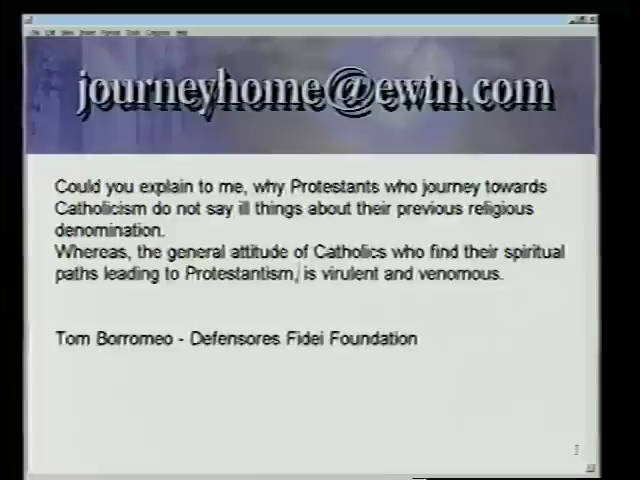 journeyhome@ewtn.com
Could you explain to me, why Protestants who journey towards
Catholicism do not say ill things about their previous religious
denomination.
Whereas, the general attitude of Catholics who find their spiritual
paths leading to Protestantism, is virulent and venomous.
Tom Borromeo - Defensores Fidei Foundation